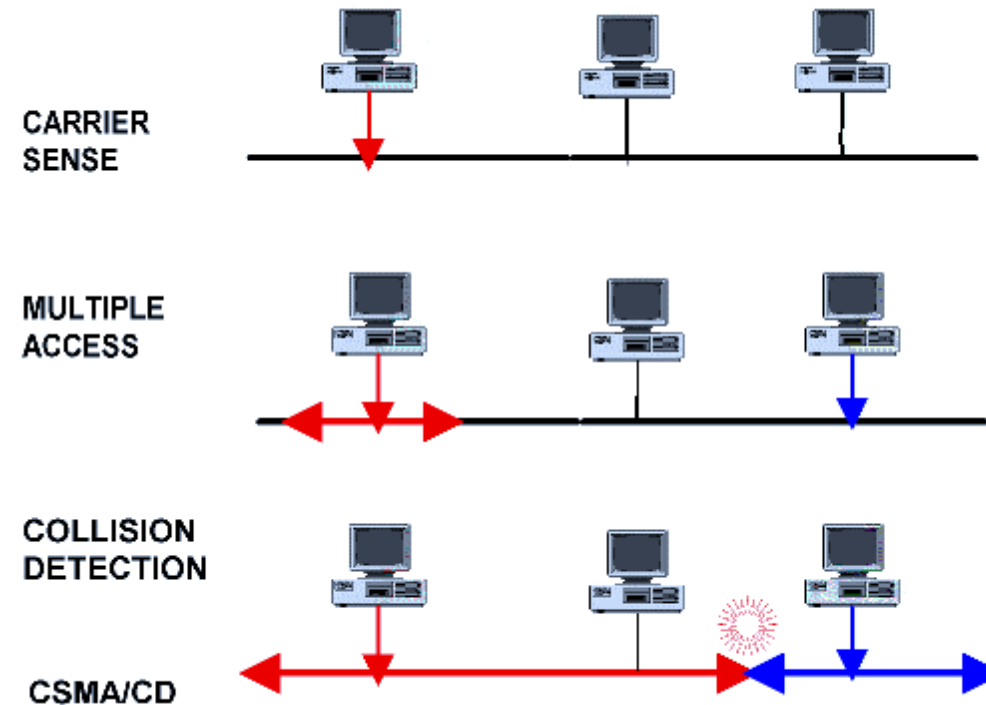 CARRIER
SENSE
MULTIPLE
ACCESS
COLLISION
DETECTION
CSMA/CD